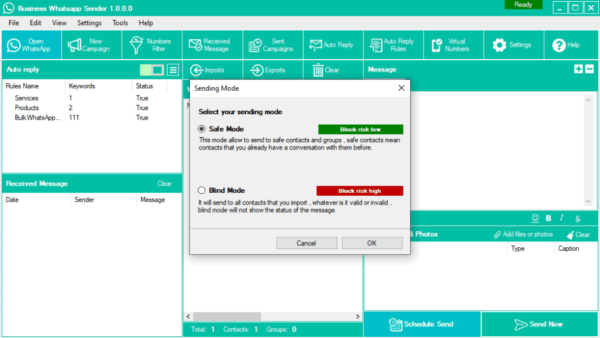 Business Whatsapp Sender 1.0.0.0
Ready
File Edit View Settings Tools Help
Open WhatsApp
New Campaign
Numbers Filter
Received Message
Sent Campaigns
Auto Reply
Auto Reply Rules
Virtual Numbers
Settings
Help
Auto reply
Imports
Exports
Clear
Message
Rules Name Keywords Status
Services 1 True
Products 2 True
BulkWhatsApp... 111 True
Sending Mode
Select your sending mode
Safe Mode
Block risk low
This mode allow to send to safe contacts and groups , safe contacts mean
contacts that you already have a conversation with them before.
Blind Mode
Block risk high
It will send to all contacts that you import , whatever is it valid or invalid ,
blind mode will not show the status of the message.
Cancel
OK
Received Message Clear
Date Sender Message
B I S
& Photos
Add files or photos
Clear
Type Caption
Total: 1 Contacts: 1 Groups: 0
Schedule Send
Send Now